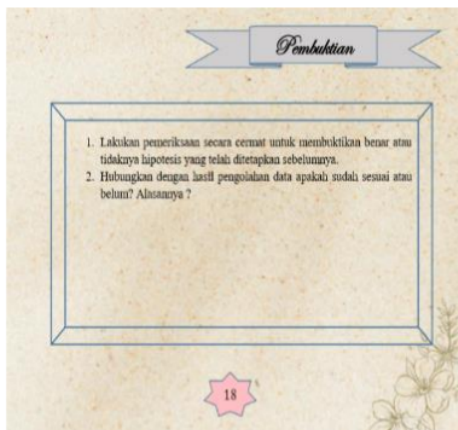 Pembuktian
1. Lakukan pemeriksaan secara cermat untuk membuktikan benar atau
tidaknya hipotesis yang telah ditetapkan sebelumnya.
2. Hubungkan dengan hasil pengolahan data apakah sudah sesuai atau
belum? Alasannya ?
18